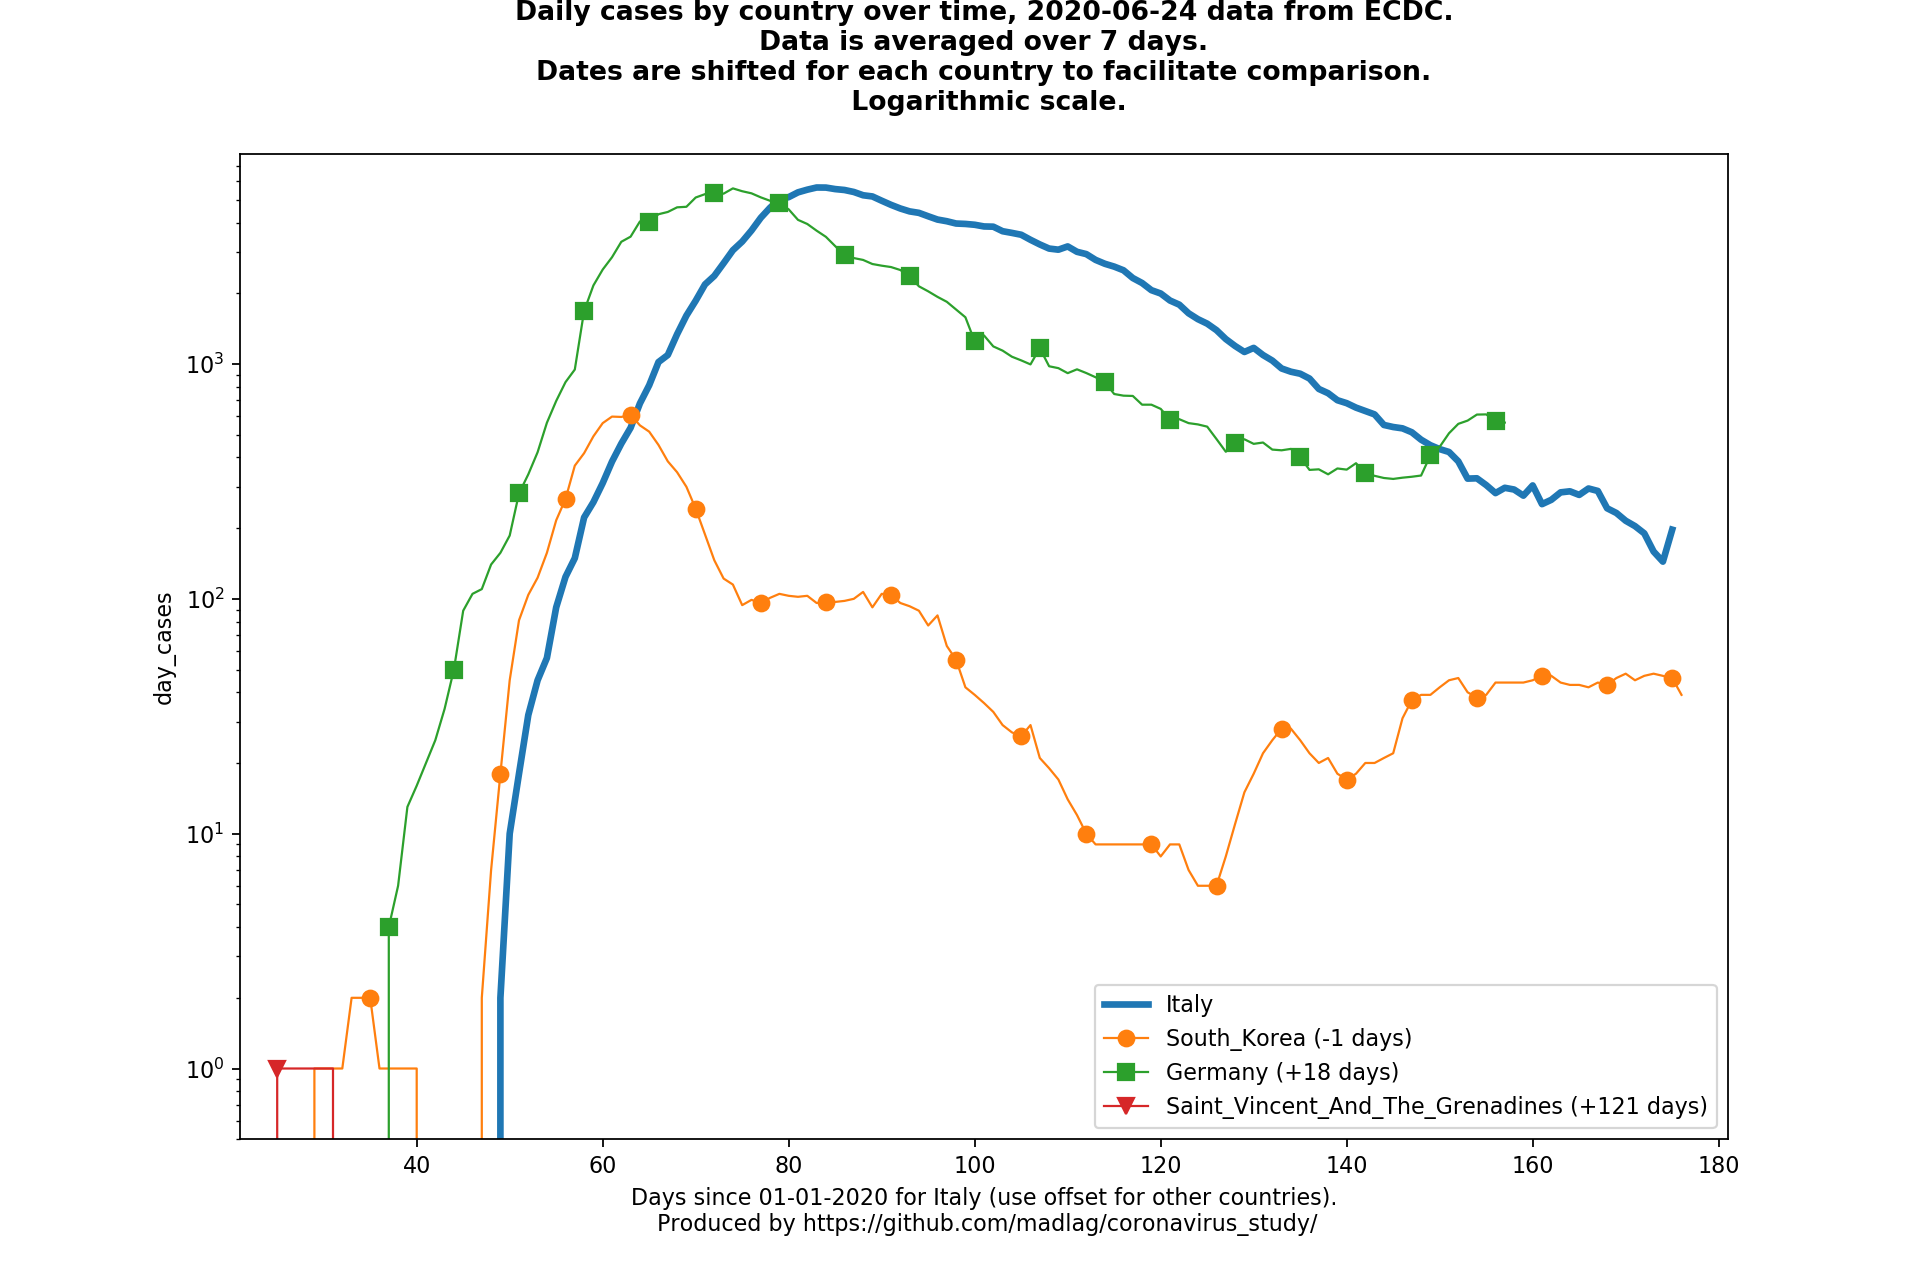 Daily cases by country over time, 2020-06-24 data from ECDC.
Data is averaged over 7 days.
Dates are shifted for each country to facilitate comparison.
Logarithmic scale.
10³
10²
10¹
10⁰
day_cases
Italy
South_Korea (-1 days)
Germany (+18 days)
Saint_Vincent_And_The_Grenadines (+121 days)
40 60 80 100 120 140 160 180
Days since 01-01-2020 for Italy (use offset for other countries).
Produced by https://github.com/madlag/coronavirus_study/